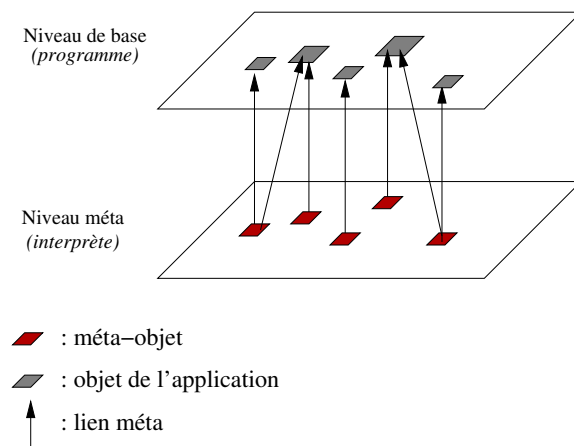 Niveau de base
(programme)
Niveau méta
(interprète)
: méta−objet
: objet de l'application
: lien méta